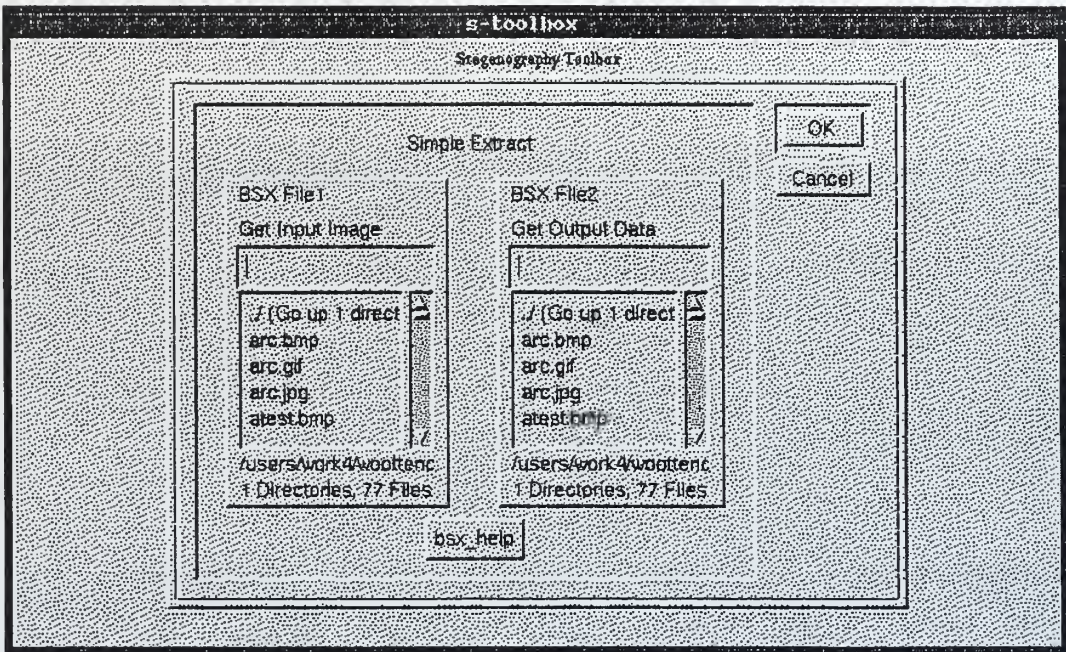 s-toolbox
Steganography Toolbox
Simple Extract
OK
Cancel
BSX File1
Get Input Image
../ (Go up 1 direct
arc.bmp
arc.gif
arc.jpg
atest.bmp
/users/work4/woottenc
1 Directories, 77 Files
BSX File2
Get Output Data
../ (Go up 1 direct
arc.bmp
arc.gif
arc.jpg
atest.bmp
/users/work4/woottenc
1 Directories, 77 Files
bsx_help